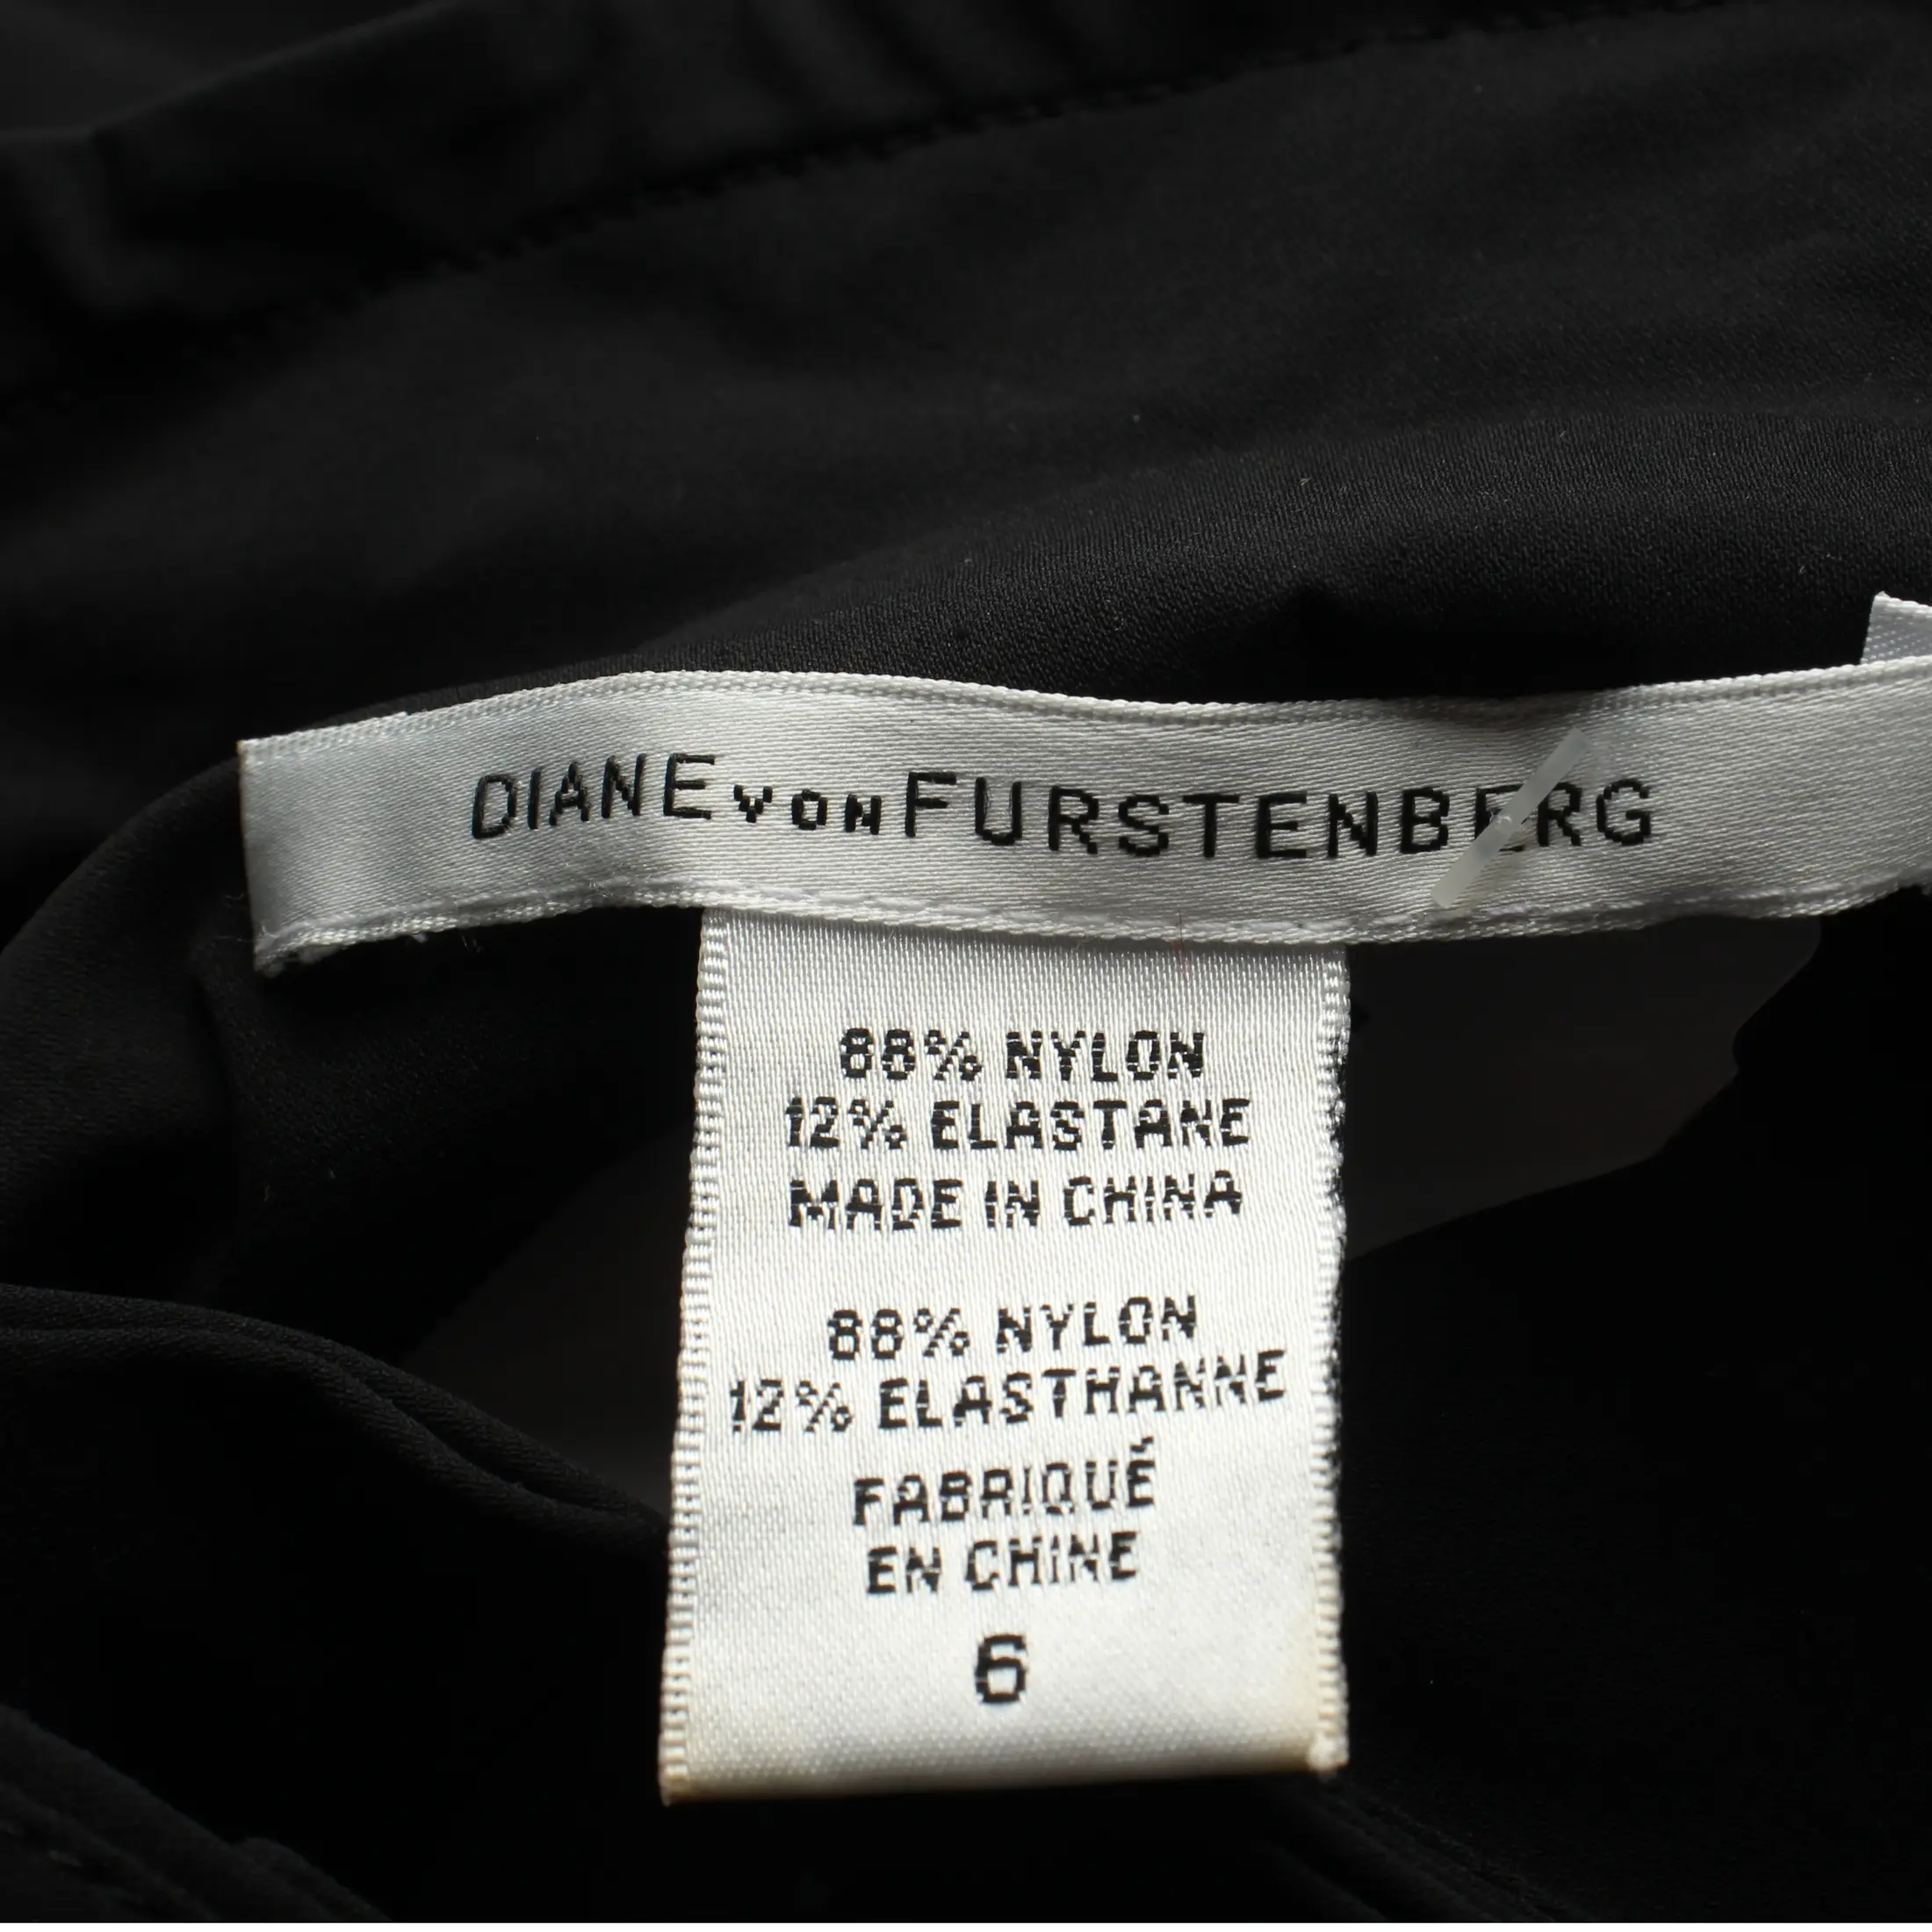 DIANE VON FURSTENBERG
88% NYLON
12% ELASTANE
MADE IN CHINA
88% NYLON
12% ELASTHANNE
FABRIQUÉ
EN CHINE
6